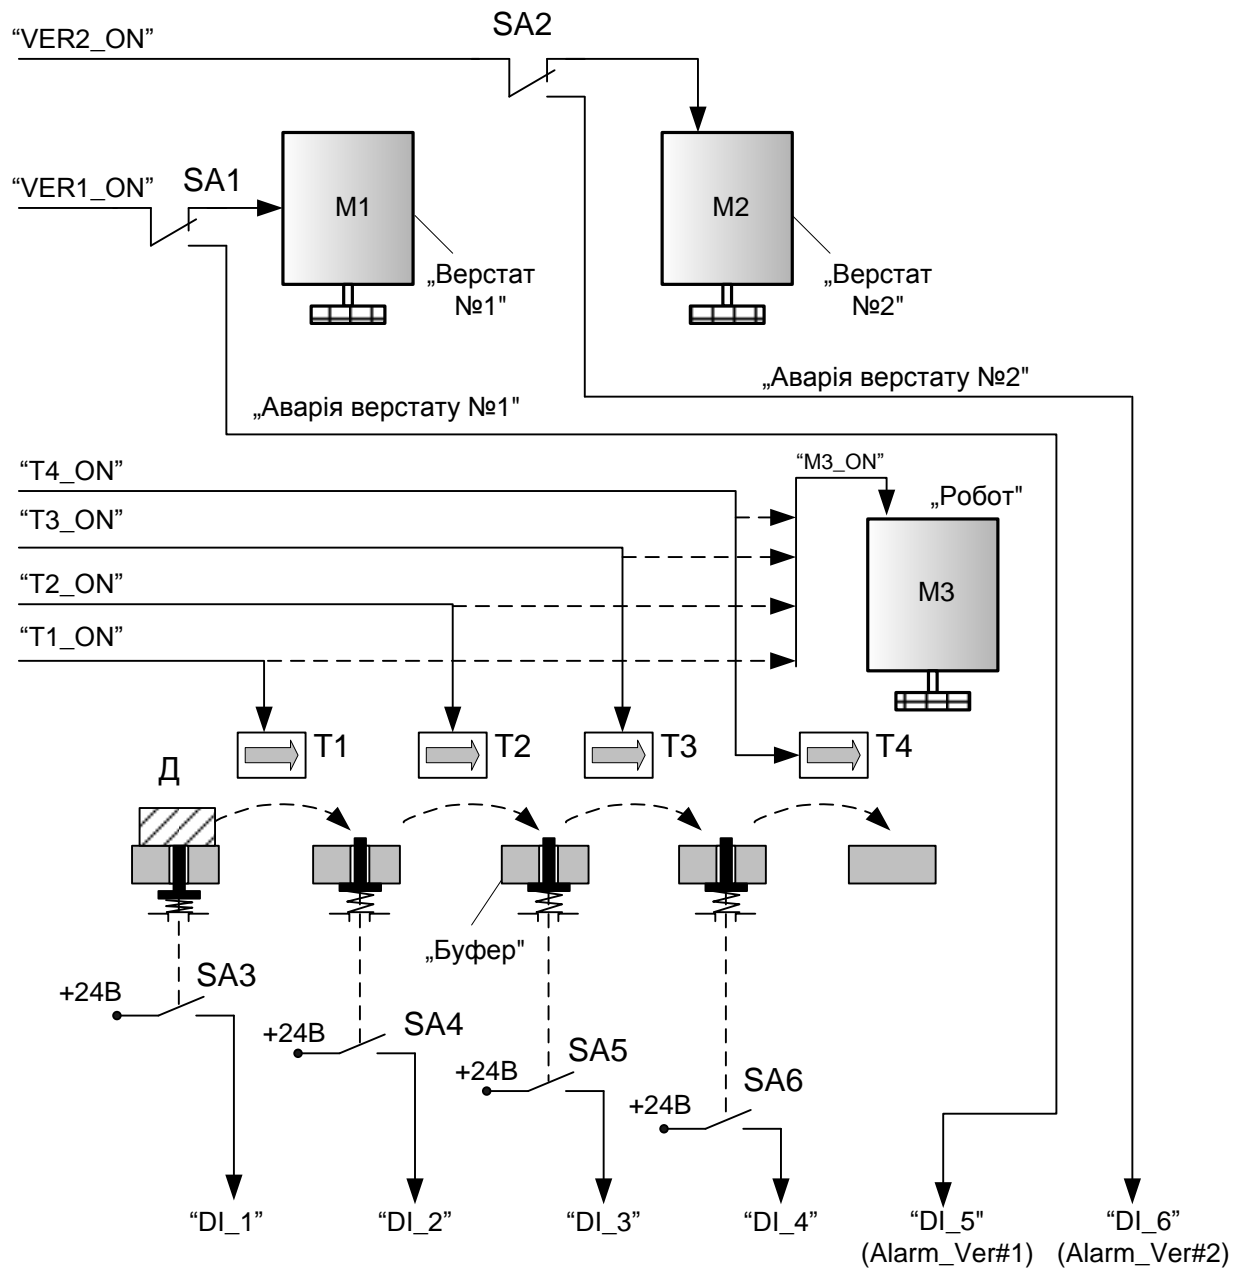 SA2
“VER2_ON”
“VER1_ON”
SA1
M1
M2
„Верстат
№1"
„Верстат
№2"
„Аварія верстату №2"
„Аварія верстату №1"
“T4_ON”
“M3_ON”
„Робот"
“T3_ON”
“T2_ON”
M3
“T1_ON”
T1
T2
T3
T4
Д
„Буфер"
+24В
SA3
+24В
SA4
+24В
SA5
+24В
SA6
“DI_1”
“DI_2”
“DI_3”
“DI_4”
“DI_5"
“DI_6”
(Alarm_Ver#1)
(Alarm_Ver#2)